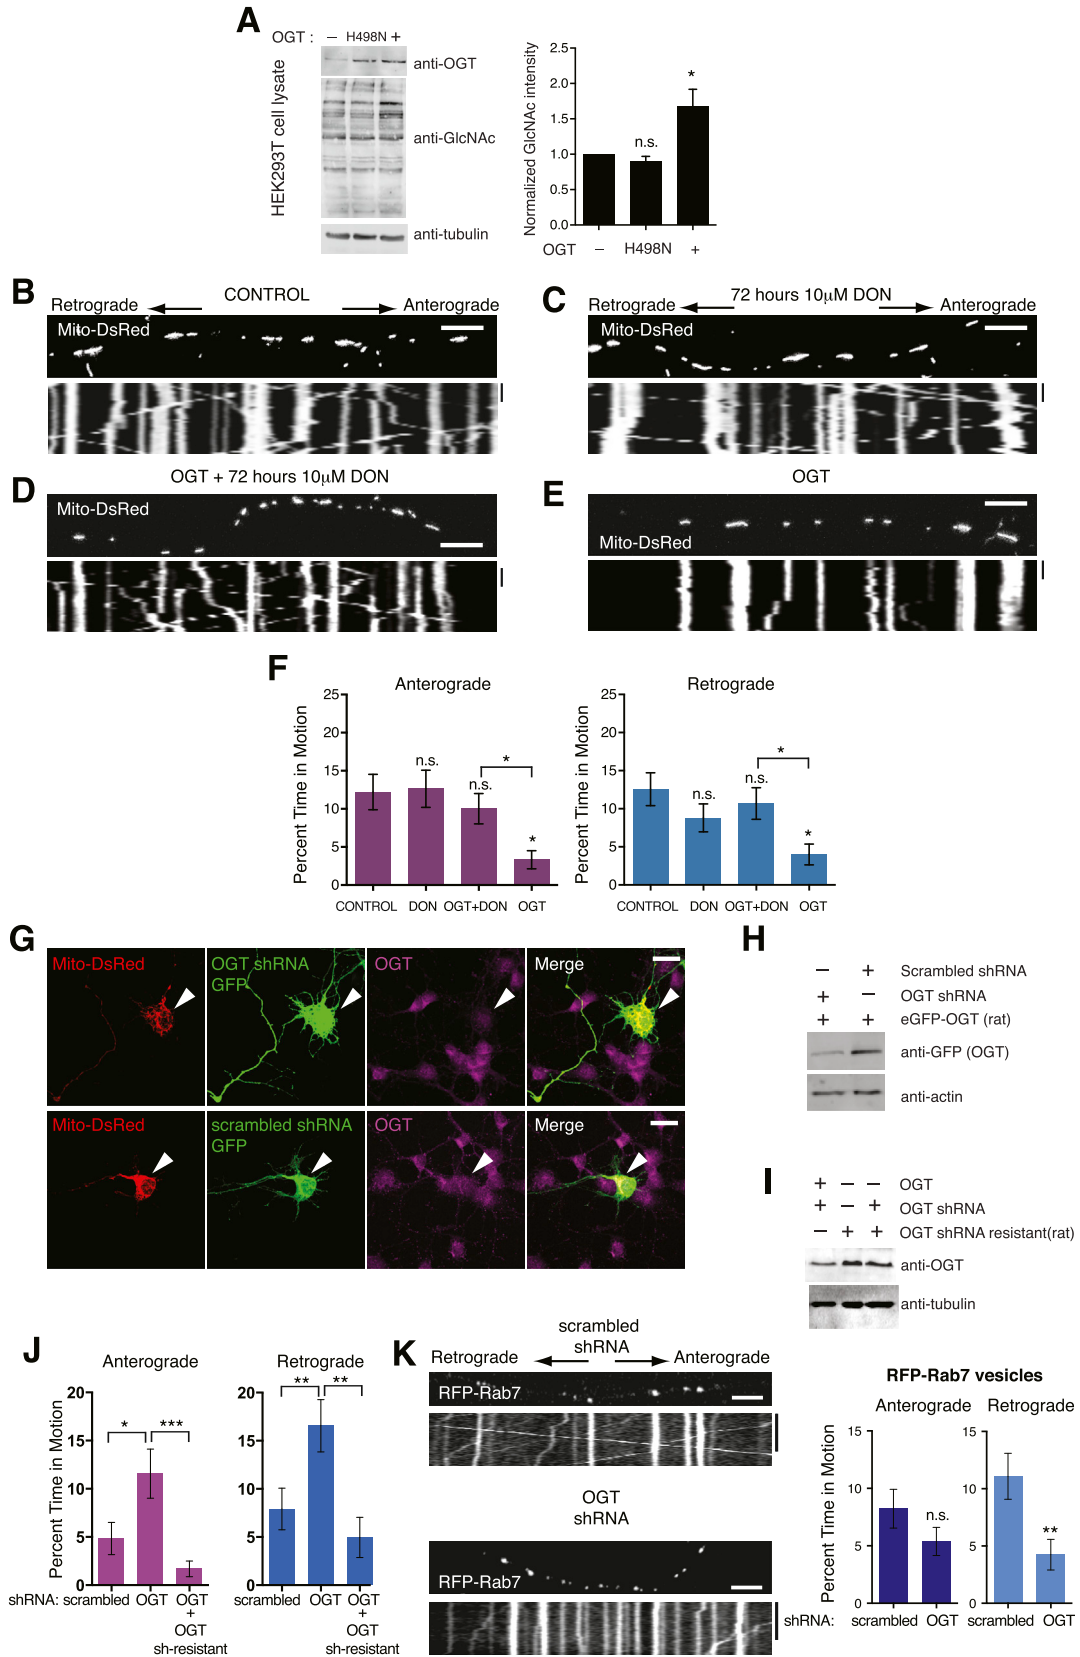 A
OGT : – H498N +
HEK293T cell lysate
anti-OGT
anti-GlcNAc
anti-tubulin
Normalized GlcNAc intensity
2.5
2.0
1.5
1.0
0.5
0.0
n.s.
*
OGT – H498N +
B
Retrograde
CONTROL
Anterograde
Mito-DsRed
C
Retrograde
72 hours 10μM DON
Anterograde
Mito-DsRed
D
OGT + 72 hours 10μM DON
Mito-DsRed
E
OGT
Mito-DsRed
F
Anterograde
Percent Time in Motion
25
20
15
10
5
0
n.s.
n.s.
*
*
CONTROL DON OGT+DON OGT
Retrograde
Percent Time in Motion
25
20
15
10
5
0
n.s.
n.s.
*
*
CONTROL DON OGT+DON OGT
G
Mito-DsRed
OGT shRNA
GFP
OGT
Merge
Mito-DsRed
scrambled shRNA
GFP
OGT
Merge
H
– + Scrambled shRNA
+ – OGT shRNA
+ + eGFP-OGT (rat)
anti-GFP (OGT)
anti-actin
I
+ – – OGT
+ – + OGT shRNA
– + + OGT shRNA resistant(rat)
anti-OGT
anti-tubulin
J
Anterograde
Percent Time in Motion
20
15
10
5
0
*
***
shRNA: scrambled OGT OGT
+
OGT
sh-resistant
Retrograde
20
15
10
5
0
**
**
scrambled OGT OGT
+
OGT
sh-resistant
K
scrambled
shRNA
Retrograde
Anterograde
RFP-Rab7
OGT
shRNA
RFP-Rab7
RFP-Rab7 vesicles
Anterograde
Percent Time in Motion
15
10
5
0
n.s.
shRNA: scrambled OGT
Retrograde
15
10
5
0
**
scrambled OGT